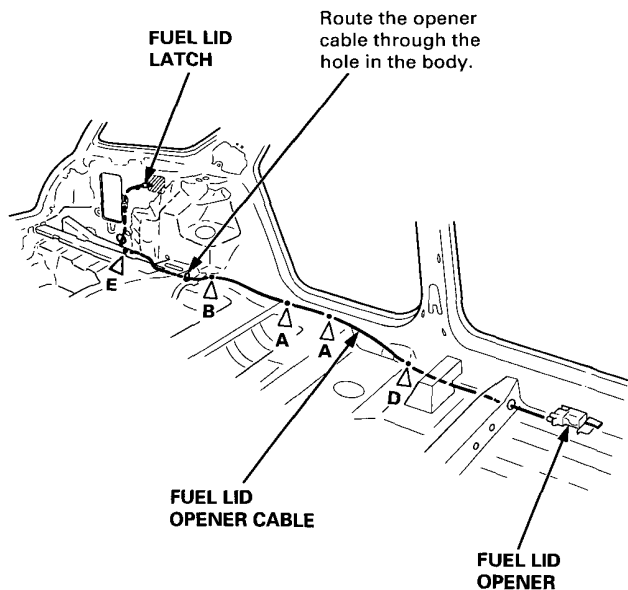 FUEL LID
LATCH
Route the opener
cable through the
hole in the body.
E
B
A
A
D
FUEL LID
OPENER CABLE
FUEL LID
OPENER